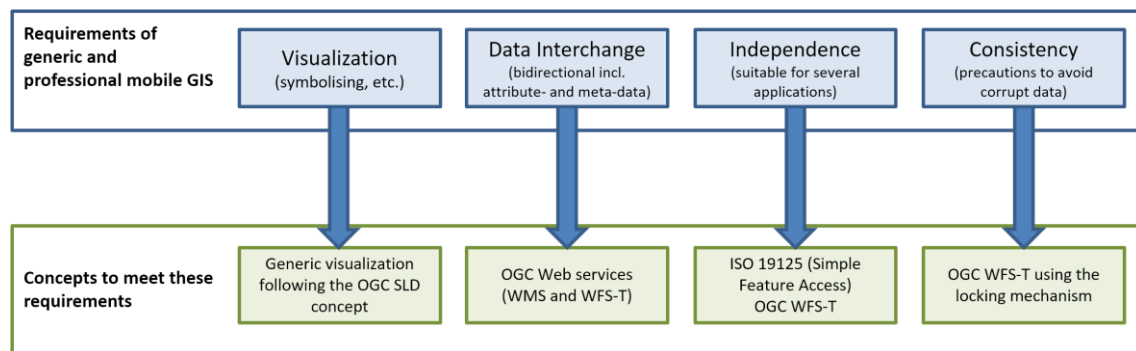 Requirements of
generic and
professional mobile GIS
Visualization
(symbolising, etc.)
Data Interchange
(bidirectional incl.
attribute- and meta-data)
Independence
(suitable for several
applications)
Consistency
(precautions to avoid
corrupt data)
Concepts to meet these
requirements
Generic visualization
following the OGC SLD
concept
OGC Web services
(WMS and WFS-T)
ISO 19125 (Simple
Feature Access)
OGC WFS-T
OGC WFS-T using the
locking mechanism